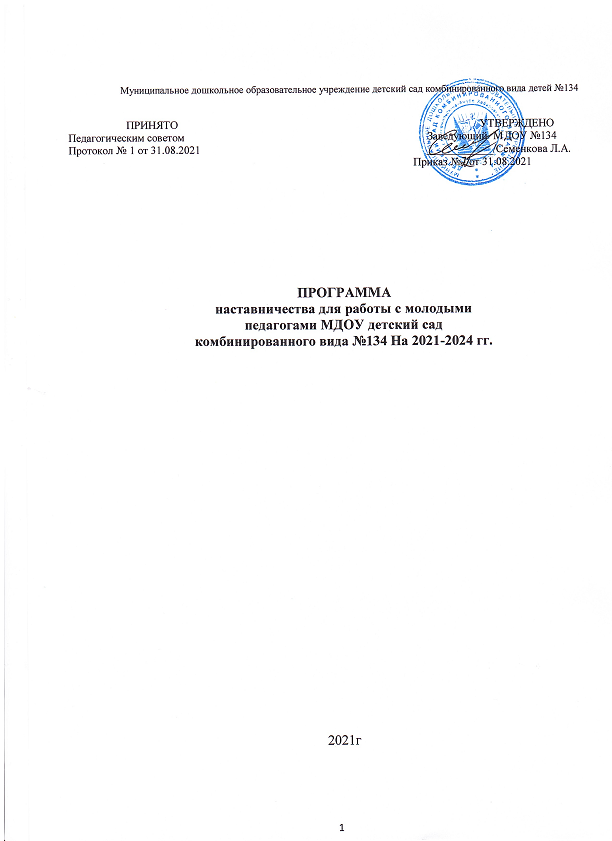 Муниципальное дошкольное образовательное учреждение детский сад комбинированного вида детей №134
ПРИНЯТО
Педагогическим советом
Протокол № 1 от 31.08.2021
УТВЕРЖДЕНО
Заведующий МДОУ №134
/Семенкова Л.А.
Приказ № от 31.08.2021
ПРОГРАММА
наставничества для работы с молодыми
педагогами МДОУ детский сад
комбинированного вида №134 На 2021-2024 гг.
2021г
1